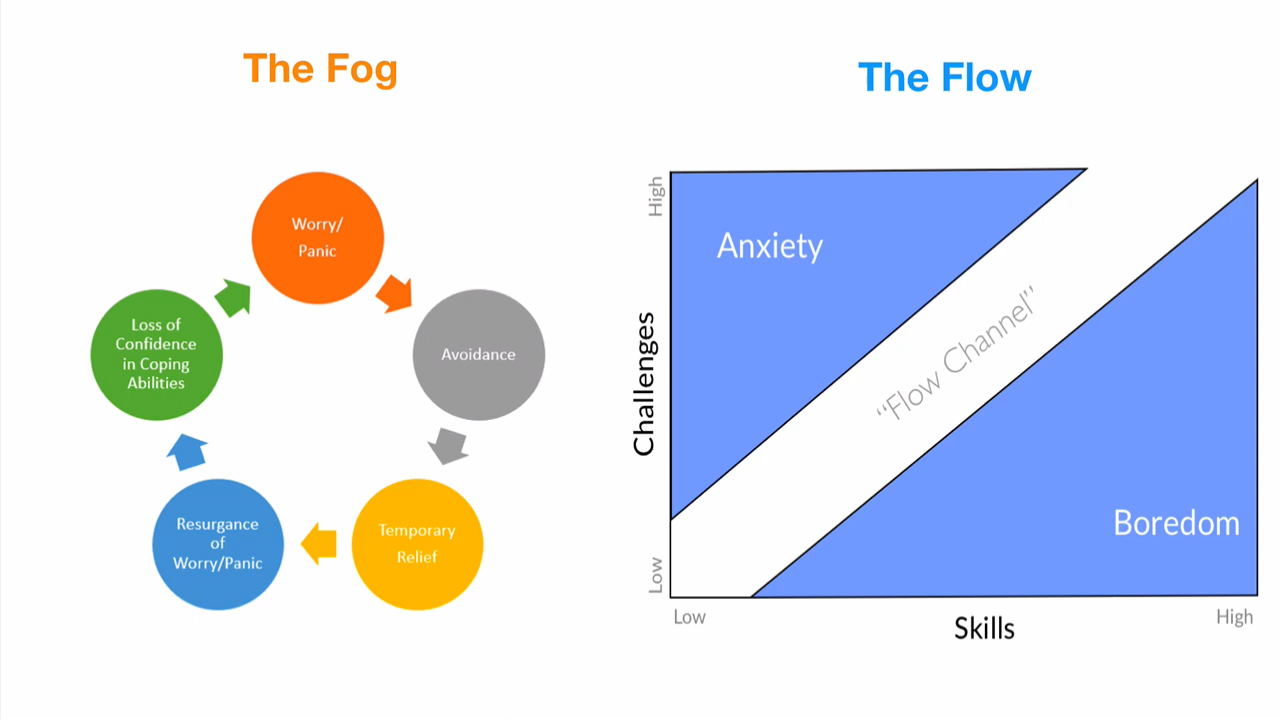 The Fog
Worry/
Panic
Avoidance
Temporary
Relief
Resurgance
of
Worry/Panic
Loss of
Confidence
in Coping
Abilities
The Flow
High
Challenges
Low
Anxiety
“Flow Channel”
Boredom
Low
Skills
High